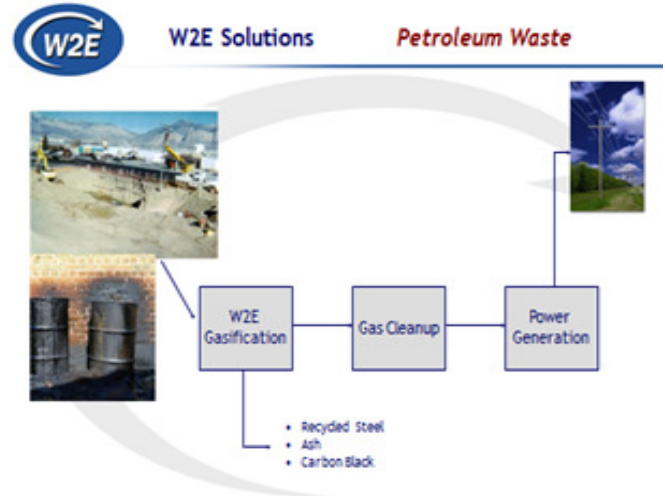 W2E
W2E Solutions
Petroleum Waste
W2E
Gasification
Gas Cleanup
Power
Generation
• Recycled Steel
• Ash
• Carbon Black